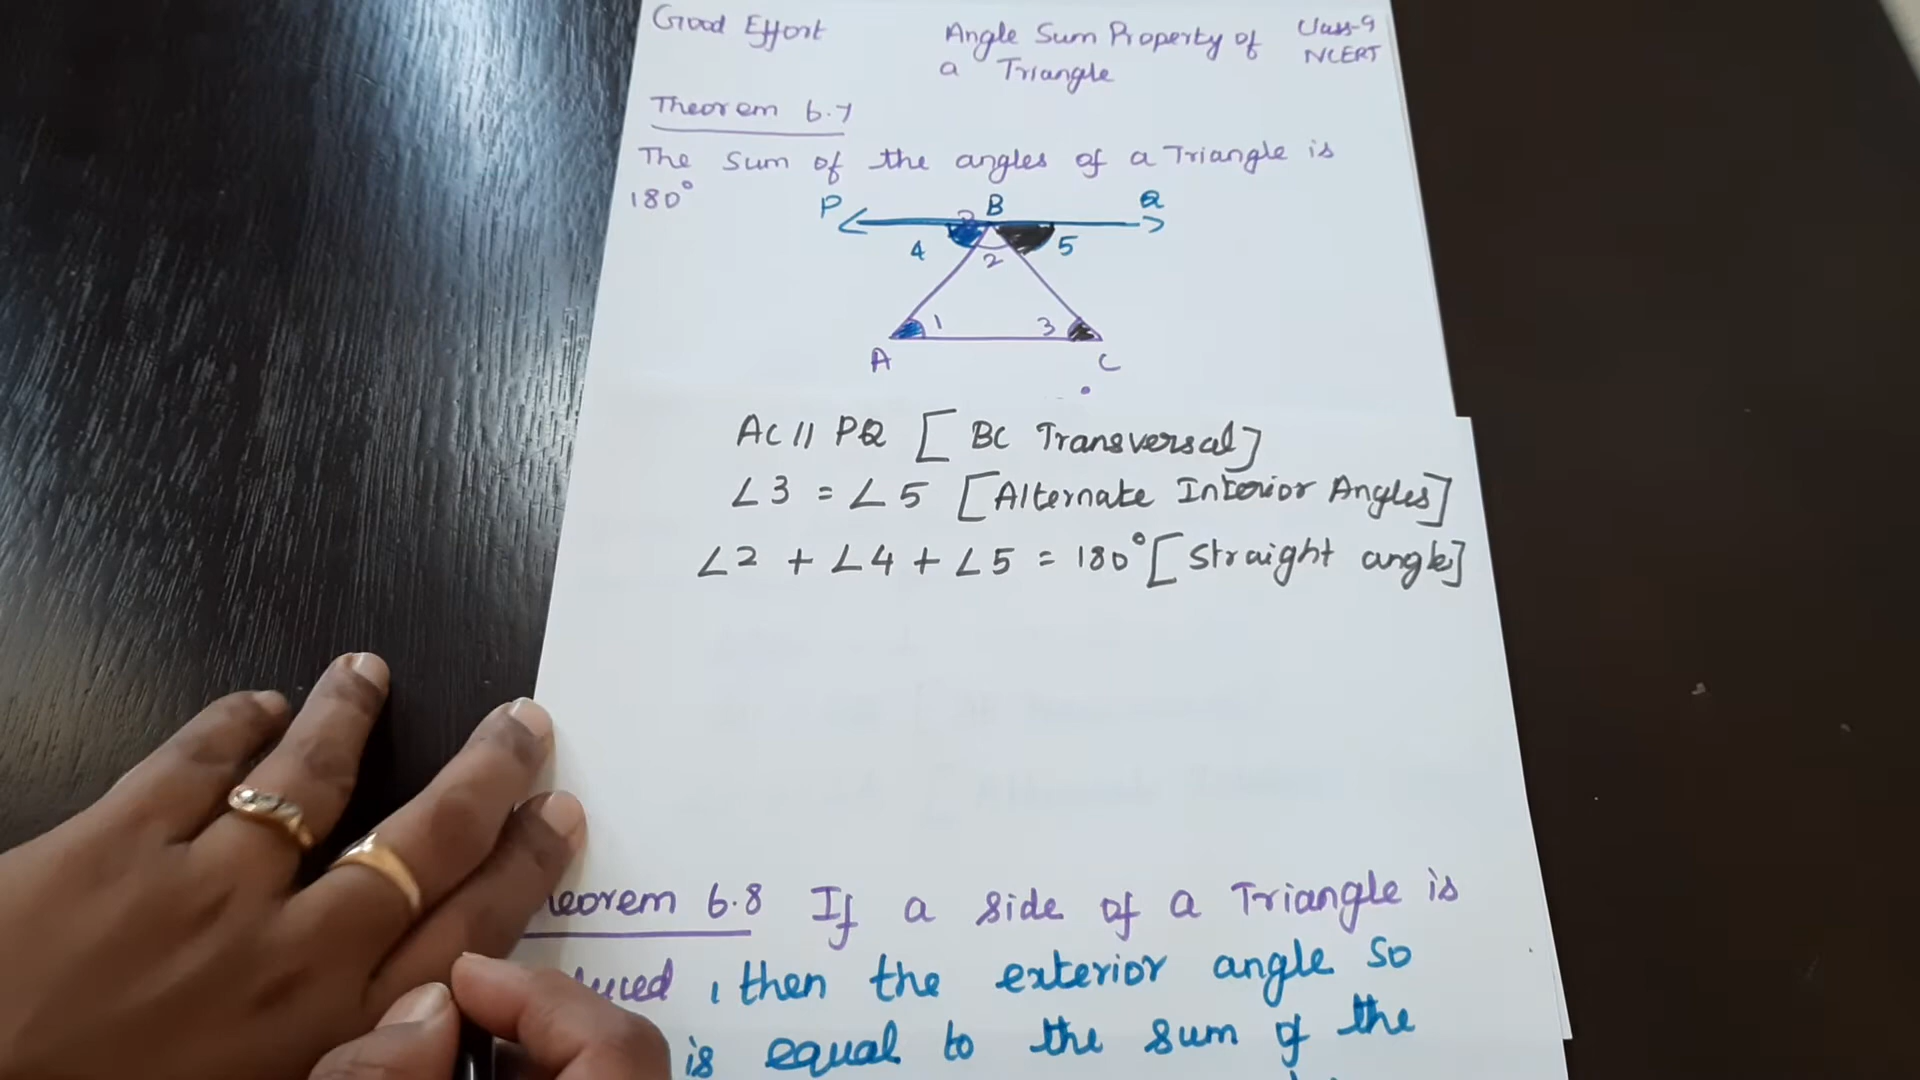 Good Effort
Angle Sum Property of a Triangle
Class-9 NCERT
Theorem 6.7
The Sum of the angles of a Triangle is
180°
P B Q
4 2 5
1 3
A C
AC || PQ [BC Transversal]
∠3 = ∠5 [Alternate Interior Angles]
∠2 + ∠4 + ∠5 = 180° [Straight angle]
eorem 6.8 If a side of a Triangle is
uced, then the exterior angle so
is equal to the sum of the